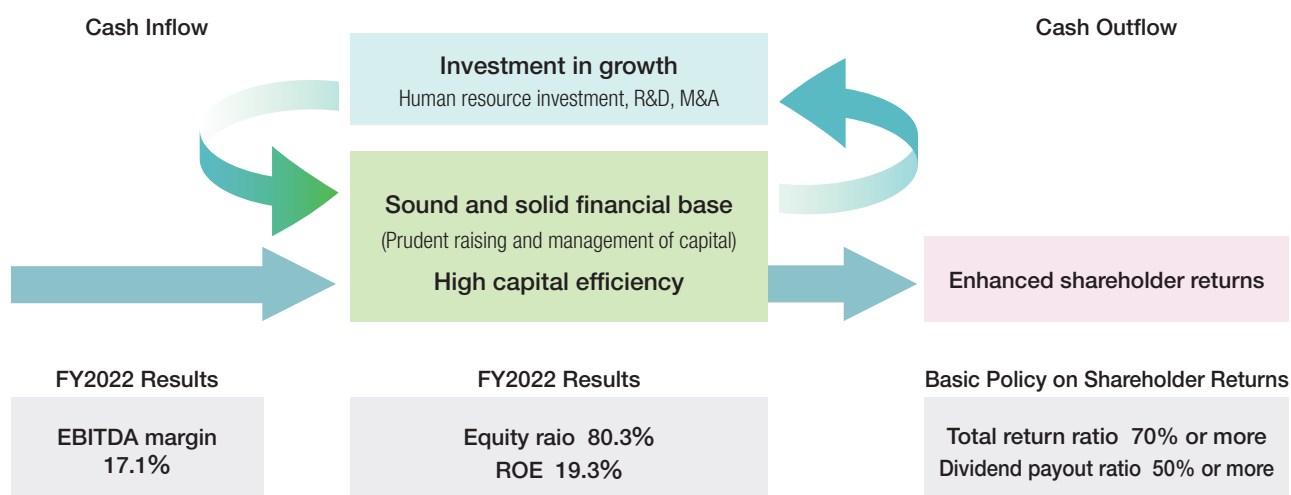 Cash Inflow
Cash Outflow
Investment in growth
Human resource investment, R&D, M&A
Sound and solid financial base
(Prudent raising and management of capital)
High capital efficiency
Enhanced shareholder returns
FY2022 Results
EBITDA margin
17.1%
FY2022 Results
Equity raio 80.3%
ROE 19.3%
Basic Policy on Shareholder Returns
Total return ratio 70% or more
Dividend payout ratio 50% or more